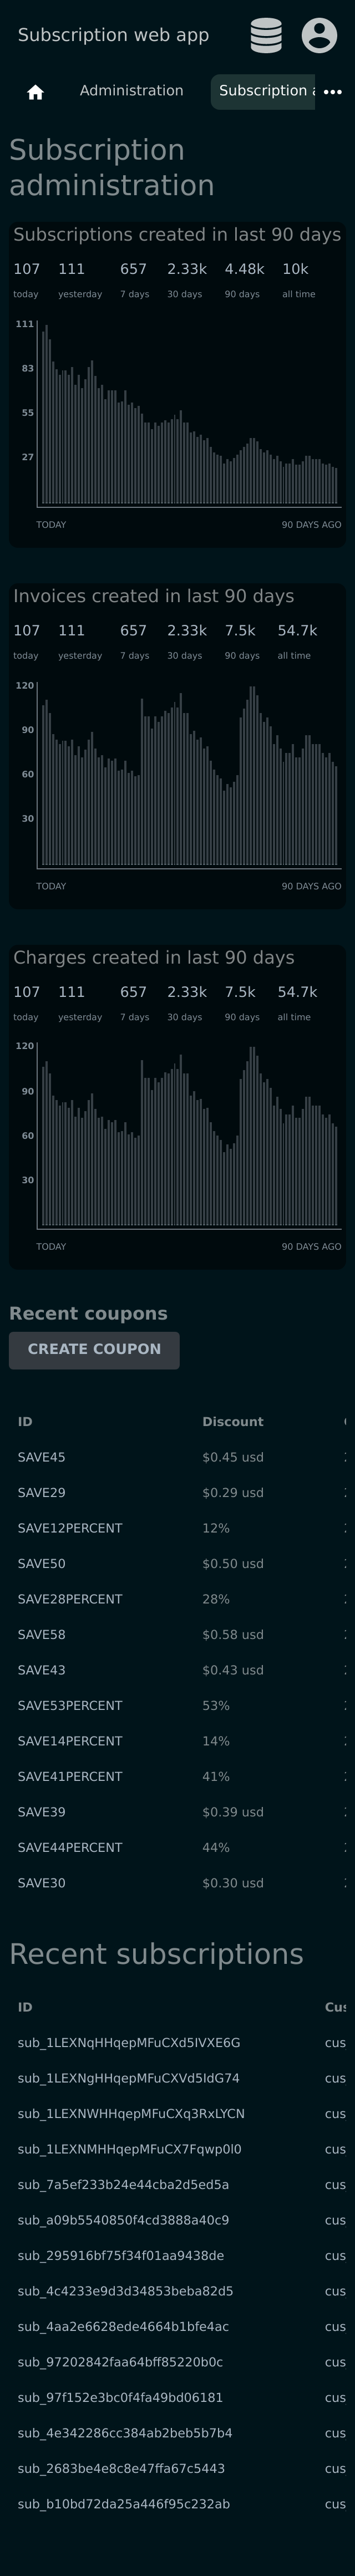 Subscription web app
Administration Subscription a
Subscription
administration
Subscriptions created in last 90 days
107 111 657 2.33k 4.48k 10k
today yesterday 7 days 30 days 90 days all time
111
83
55
27
TODAY 90 DAYS AGO
Invoices created in last 90 days
107 111 657 2.33k 7.5k 54.7k
today yesterday 7 days 30 days 90 days all time
120
90
60
30
TODAY 90 DAYS AGO
Charges created in last 90 days
107 111 657 2.33k 7.5k 54.7k
today yesterday 7 days 30 days 90 days all time
120
90
60
30
TODAY 90 DAYS AGO
Recent coupons
CREATE COUPON
ID Discount
SAVE45 $0.45 usd
SAVE29 $0.29 usd
SAVE12PERCENT 12%
SAVE50 $0.50 usd
SAVE28PERCENT 28%
SAVE58 $0.58 usd
SAVE43 $0.43 usd
SAVE53PERCENT 53%
SAVE14PERCENT 14%
SAVE41PERCENT 41%
SAVE39 $0.39 usd
SAVE44PERCENT 44%
SAVE30 $0.30 usd
Recent subscriptions
ID Cus
sub_1LEXNqHHqepMFuCXd5IVXE6G cus
sub_1LEXNgHHqepMFuCXVd5IdG74 cus
sub_1LEXNWHHqepMFuCXq3RxLYCN cus
sub_1LEXNMHHqepMFuCX7Fqwp0l0 cus
sub_7a5ef233b24e44cba2d5ed5a cus
sub_a09b5540850f4cd3888a40c9 cus
sub_295916bf75f34f01aa9438de cus
sub_4c4233e9d3d34853beba82d5 cus
sub_4aa2e6628ede4664b1bfe4ac cus
sub_97202842faa64bff85220b0c cus
sub_97f152e3bc0f4fa49bd06181 cus
sub_4e342286cc384ab2beb5b7b4 cus
sub_2683be4e8c8e47ffa67c5443 cus
sub_b10bd72da25a446f95c232ab cus